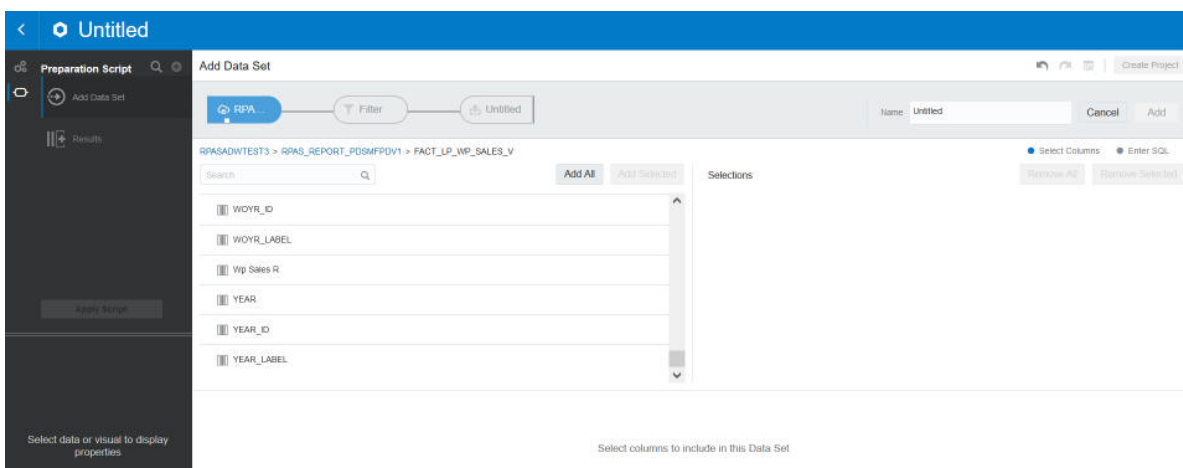 Untitled
Preparation Script
Add Data Set
Results
Apply Script
Select data or visual to display
properties
Add Data Set
Create Project
RPA...
Filter
Untitled
Name
Untitled
Cancel
Add
RPASADWTEST3 > RPAS_REPORT_PDSMFPDV1 > FACT_LP_WP_SALES_V
Select Columns
Enter SQL
Search
Add All
Add Selected
Selections
Remove All
Remove Selected
WOYR_ID
WOYR_LABEL
Wp Sales R
YEAR
YEAR_ID
YEAR_LABEL
Select columns to include in this Data Set